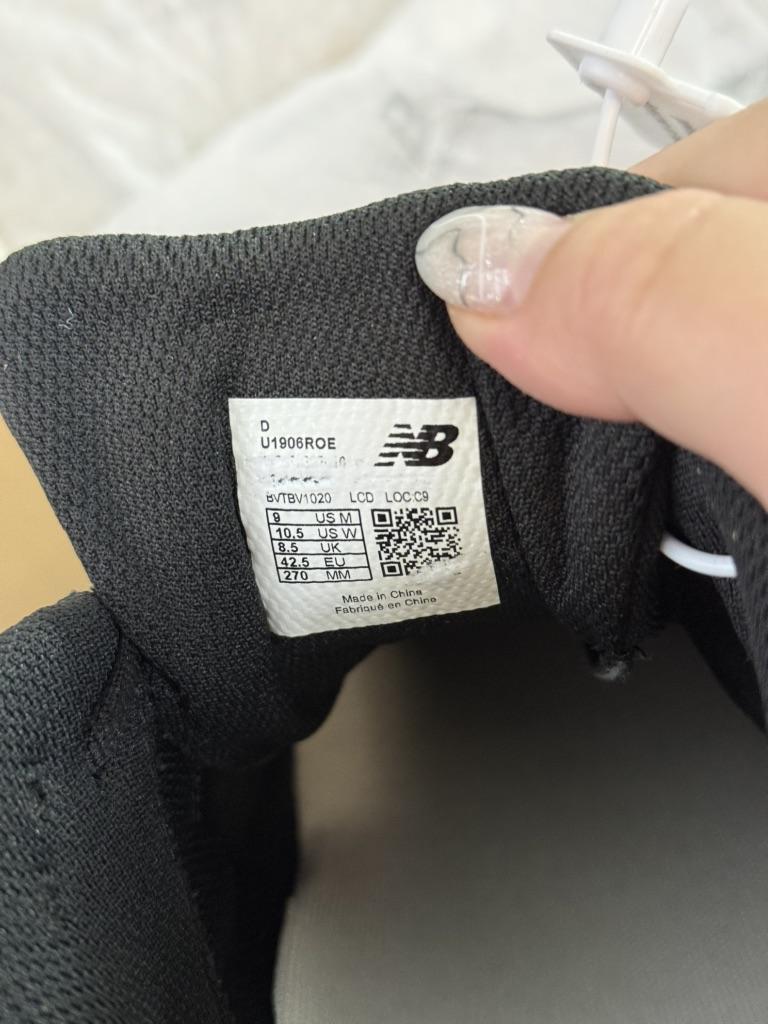 D
U1906ROE
NB
BVTBV1020 LCD LOC:C9
9 US M
10.5 US W
8.5 UK
42.5 EU
270 MM
Made in China
Fabriqué en Chine